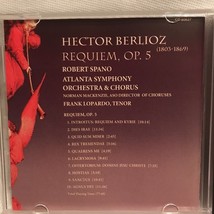 HECTOR BERLIOZ
(1803-1869)
REQUIEM, OP. 5
ROBERT SPANO
ATLANTA SYMPHONY
ORCHESTRA & CHORUS
NORMAN MACKENZIE, ASO DIRECTOR OF CHORUSES
FRANK LOPARDO, TENOR
REQUIEM, OP. 5
1. INTROITUS: REQUIEM AND KYRIE
2. DIES IRAE
3. QUID SUM MISER
4. REX TREMENDAE
5. QUAERENS ME
6. LACRYMOSA
7. OFFERTORIUM: DOMINE JESU CHRISTE
8. HOSTIAS
9. SANCTUS
10. AGNUS DEI